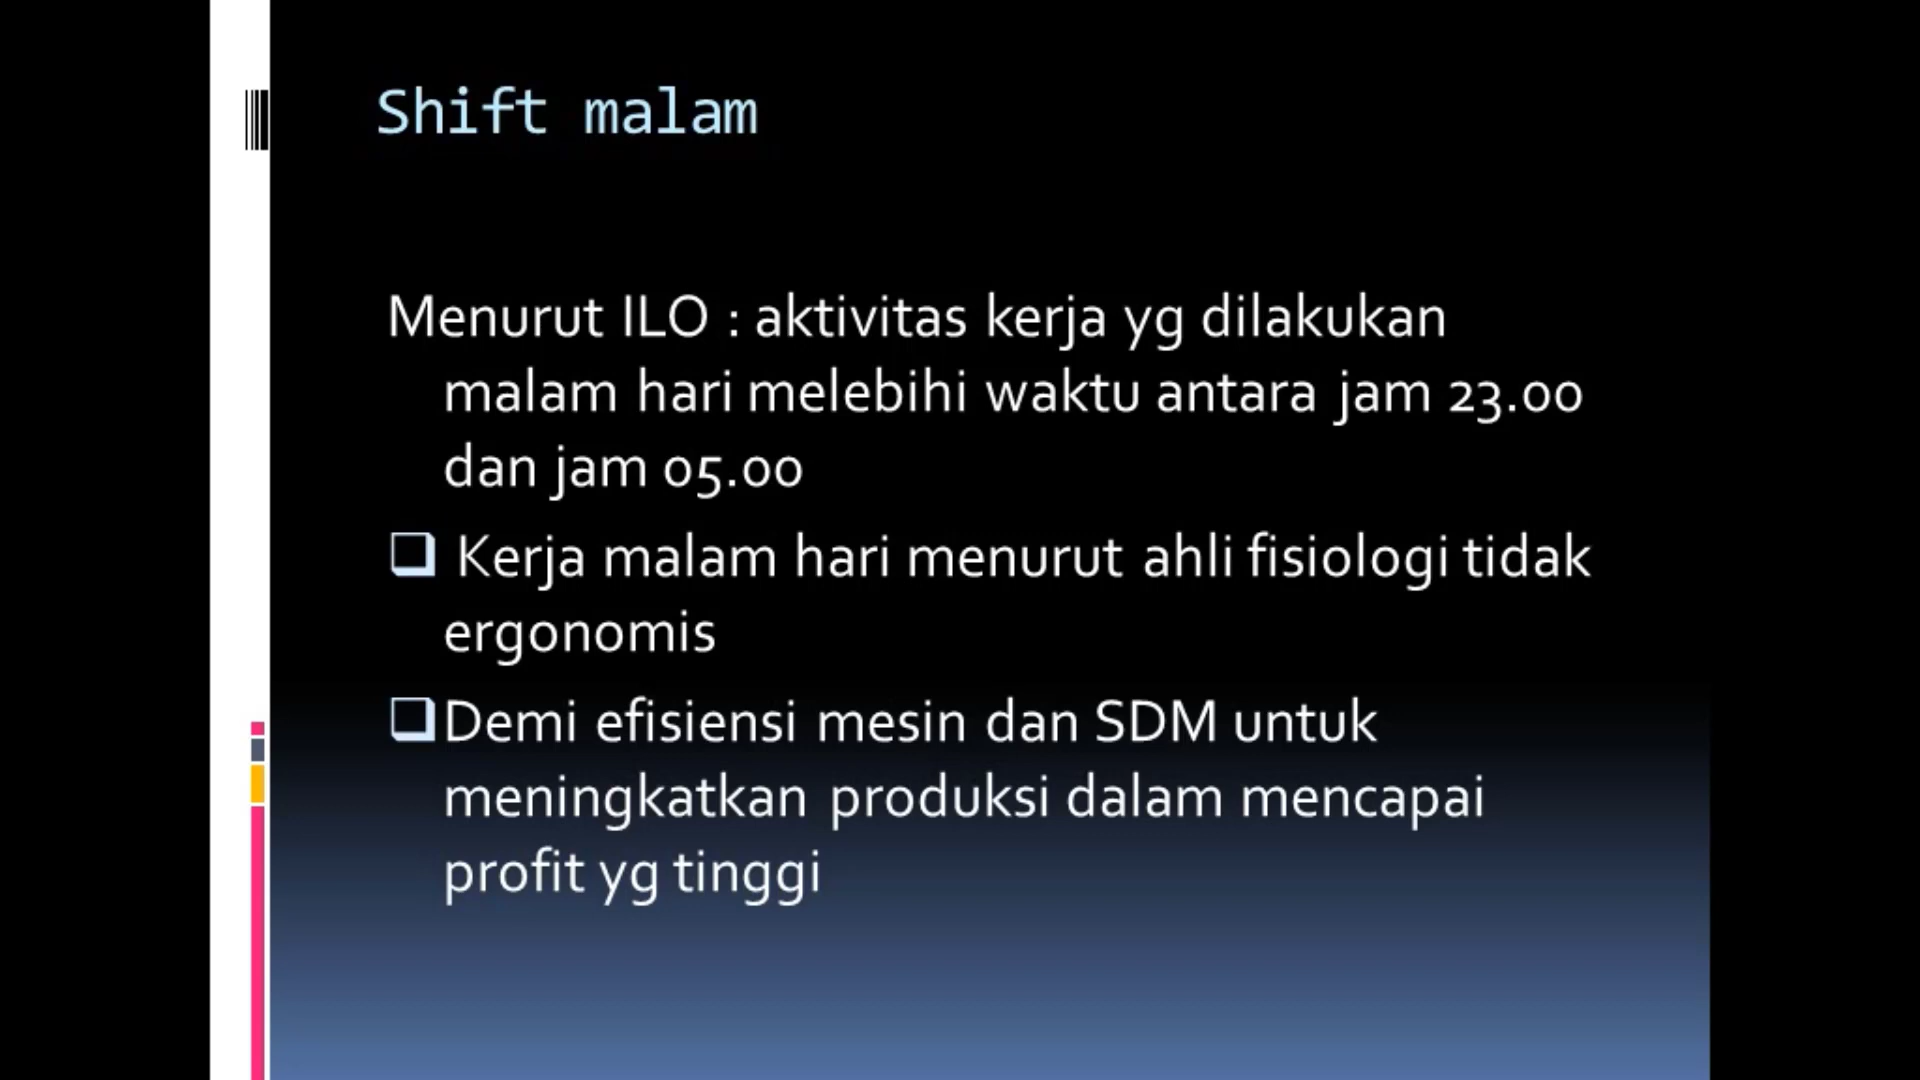 Shift malam
Menurut ILO : aktivitas kerja yg dilakukan
malam hari melebihi waktu antara jam 23.00
dan jam 05.00
Kerja malam hari menurut ahli fisiologi tidak
ergonomis
Demi efisiensi mesin dan SDM untuk
meningkatkan produksi dalam mencapai
profit yg tinggi